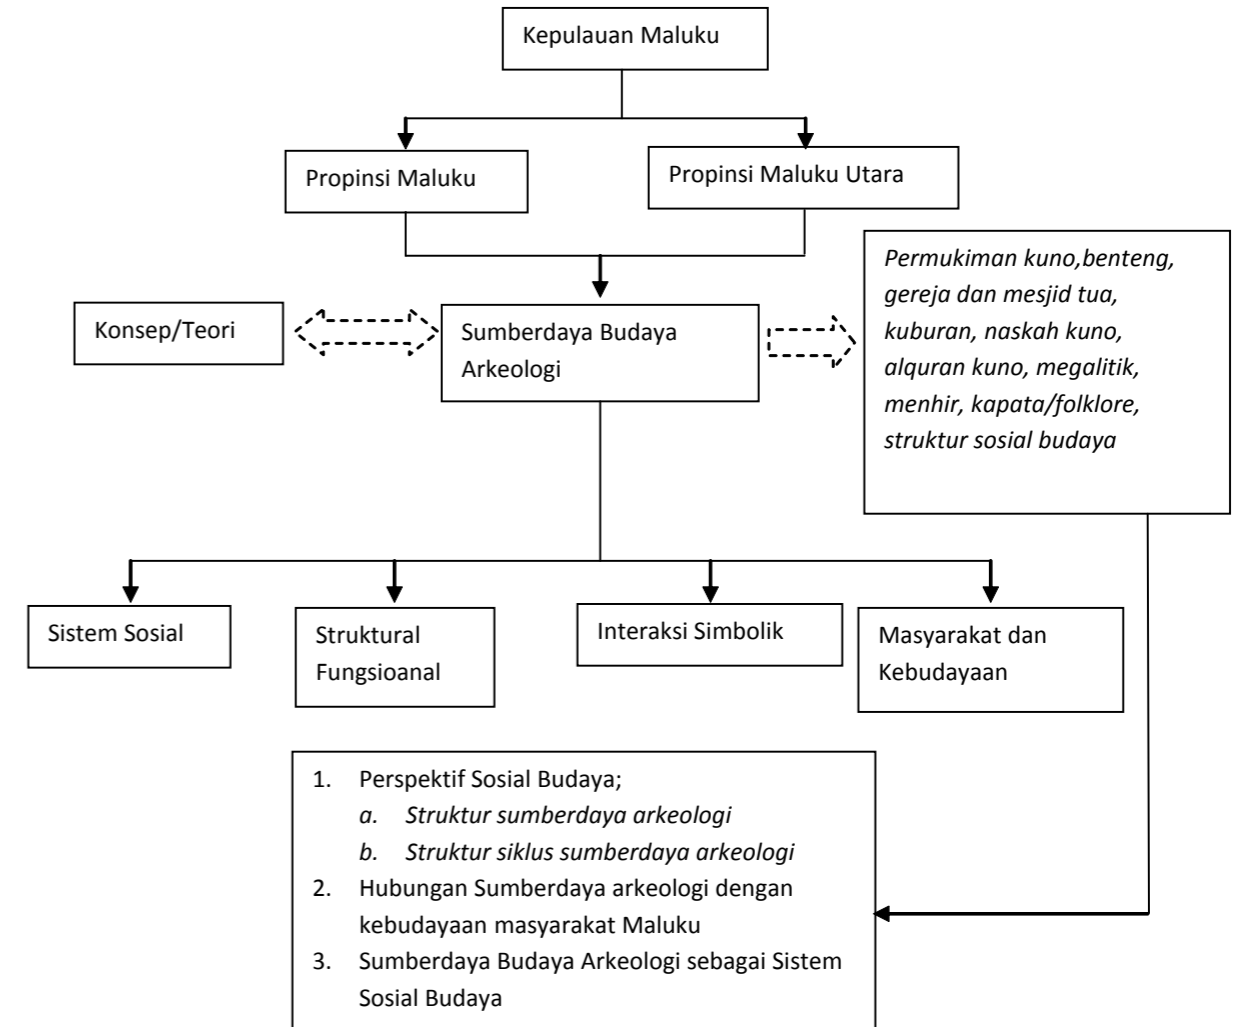 Kepulauan Maluku
Propinsi Maluku
Propinsi Maluku Utara
Konsep/Teori
Sumberdaya Budaya
Arkeologi
Permukiman kuno,benteng,
gereja dan mesjid tua,
kuburan, naskah kuno,
alquran kuno, megalitik,
menhir, kapata/folklore,
struktur sosial budaya
Sistem Sosial
Struktural
Fungsioanal
Interaksi Simbolik
Masyarakat dan
Kebudayaan
1. Perspektif Sosial Budaya;
a. Struktur sumberdaya arkeologi
b. Struktur siklus sumberdaya arkeologi
2. Hubungan Sumberdaya arkeologi dengan
kebudayaan masyarakat Maluku
3. Sumberdaya Budaya Arkeologi sebagai Sistem
Sosial Budaya